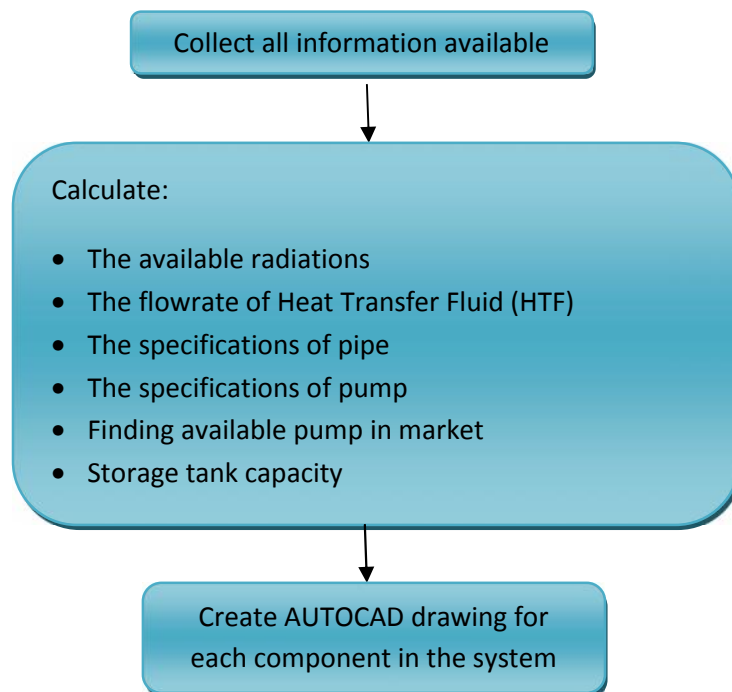 Collect all information available
Calculate:
• The available radiations
• The flowrate of Heat Transfer Fluid (HTF)
• The specifications of pipe
• The specifications of pump
• Finding available pump in market
• Storage tank capacity
Create AUTOCAD drawing for
each component in the system